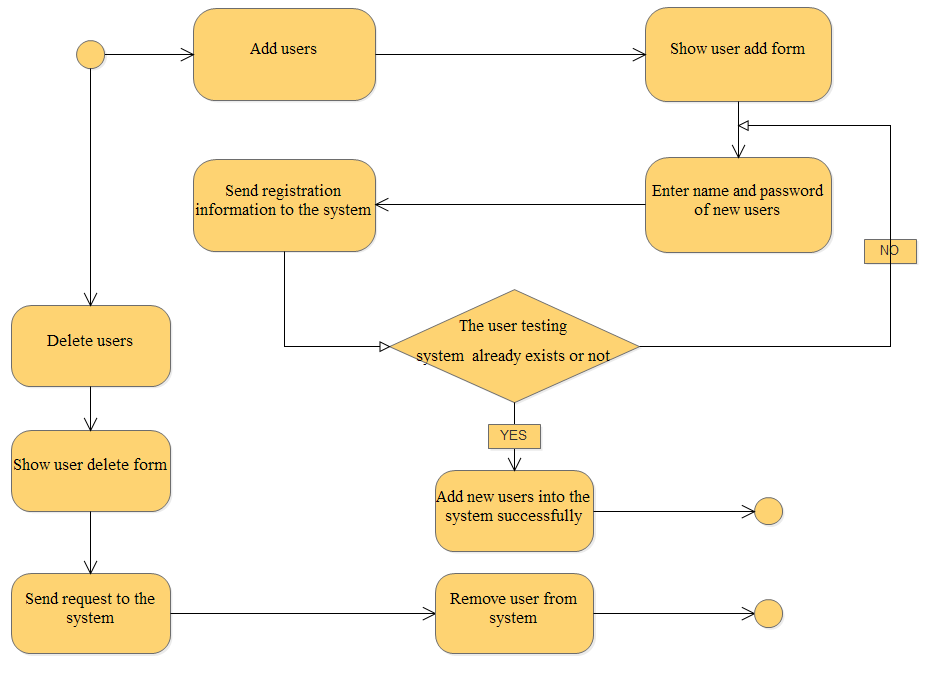 Add users
Show user add form
Send registration
information to the system
Enter name and password
of new users
NO
Delete users
The user testing
system already exists or not
YES
Show user delete form
Add new users into the
system successfully
Send request to the
system
Remove user from
system